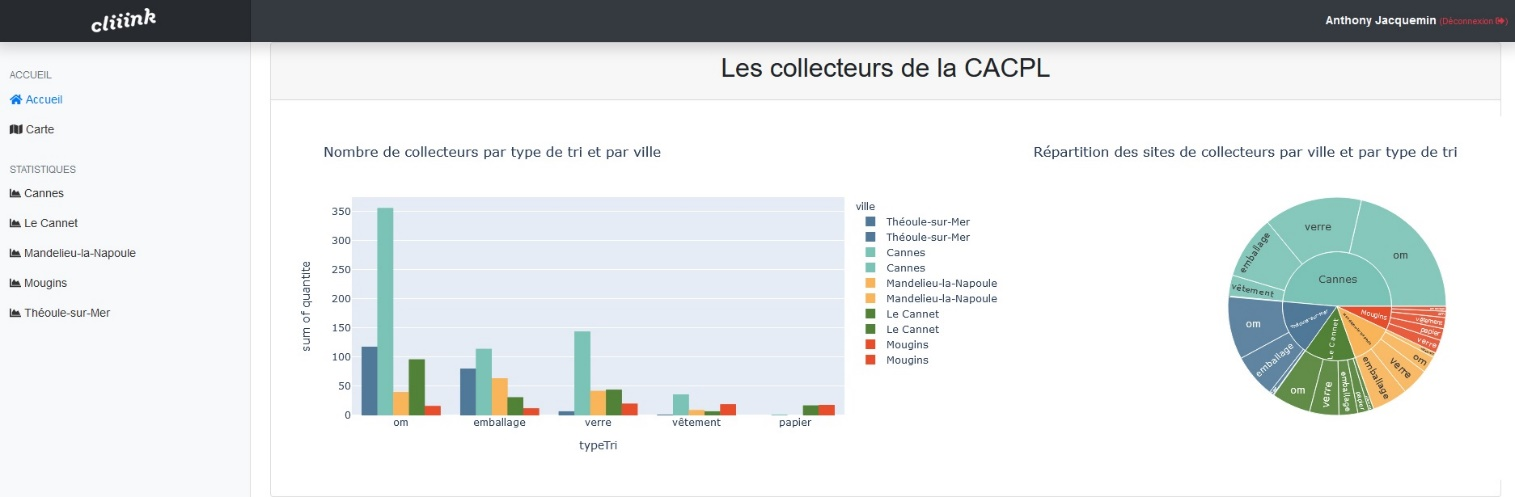 cliiink
Anthony Jacquemin (Déconnexion)
ACCUEIL
Accueil
Carte
STATISTIQUES
Cannes
Le Cannet
Mandelieu-la-Napoule
Mougins
Théoule-sur-Mer
Les collecteurs de la CACPL
Nombre de collecteurs par type de tri et par ville
350
300
250
200
150
100
50
0
sum of quantite
om
emballage
verre
vêtement
papier
typeTri
ville
Théoule-sur-Mer
Théoule-sur-Mer
Cannes
Cannes
Mandelieu-la-Napoule
Mandelieu-la-Napoule
Le Cannet
Le Cannet
Mougins
Mougins
Répartition des sites de collecteurs par ville et par type de tri
Cannes
om
verre
emballage
vêtement
Théoule-sur-Mer
om
emballage
Le Cannet
om
verre
emballage
papier
emballage
verre
om
Mougins
verre
papier
vêtement